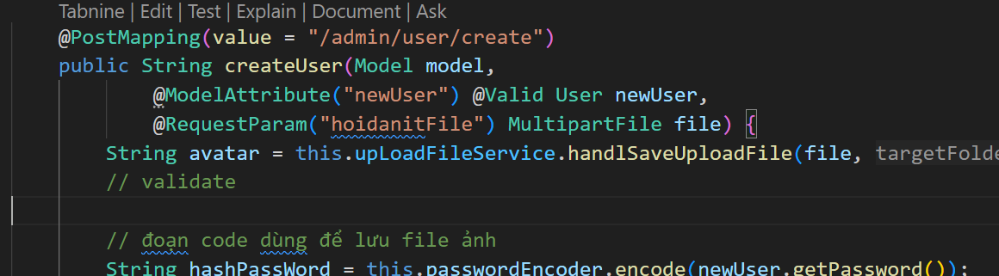 Tabnine | Edit | Test | Explain | Document | Ask
@PostMapping(value = "/admin/user/create")
public String createUser(Model model,
@ModelAttribute("newUser") @Valid User newUser,
@RequestParam("hoidanitFile") MultipartFile file) {
String avatar = this.upLoadFileService.handlSaveUploadFile(file,
// validate
// đoạn code dùng để lưu file ảnh
String hashPassWord = this.passwordEncoder.encode(newUser.getPassword());